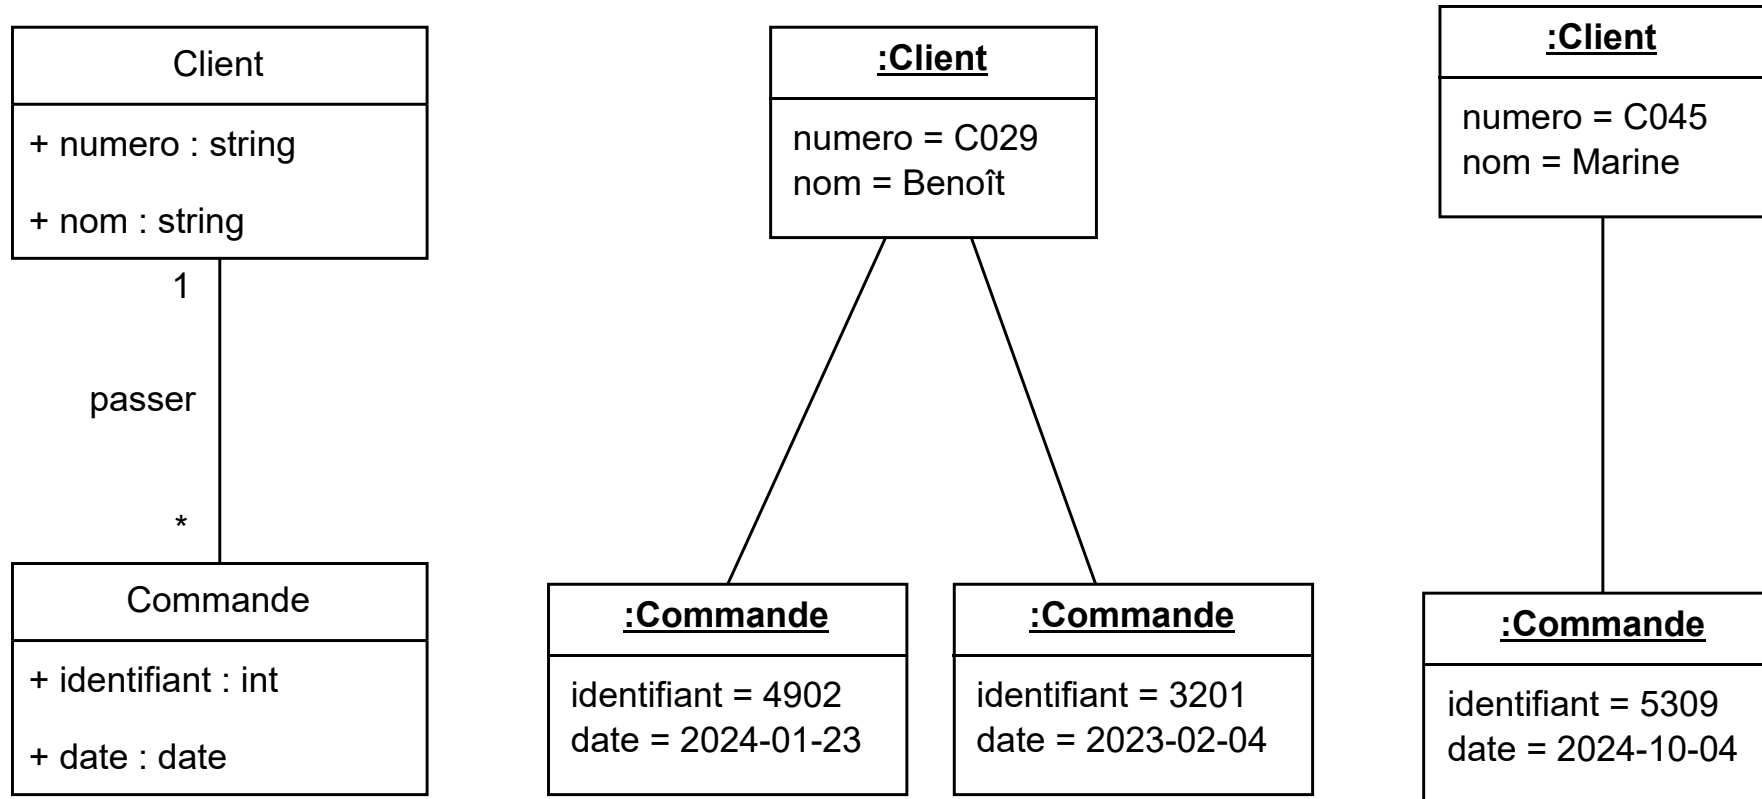 Client
+ numero : string
+ nom : string
1
passer
*
Commande
+ identifiant : int
+ date : date
:Client
numero = C029
nom = Benoît
:Commande
identifiant = 4902
date = 2024-01-23
:Commande
identifiant = 3201
date = 2023-02-04
:Client
numero = C045
nom = Marine
:Commande
identifiant = 5309
date = 2024-10-04